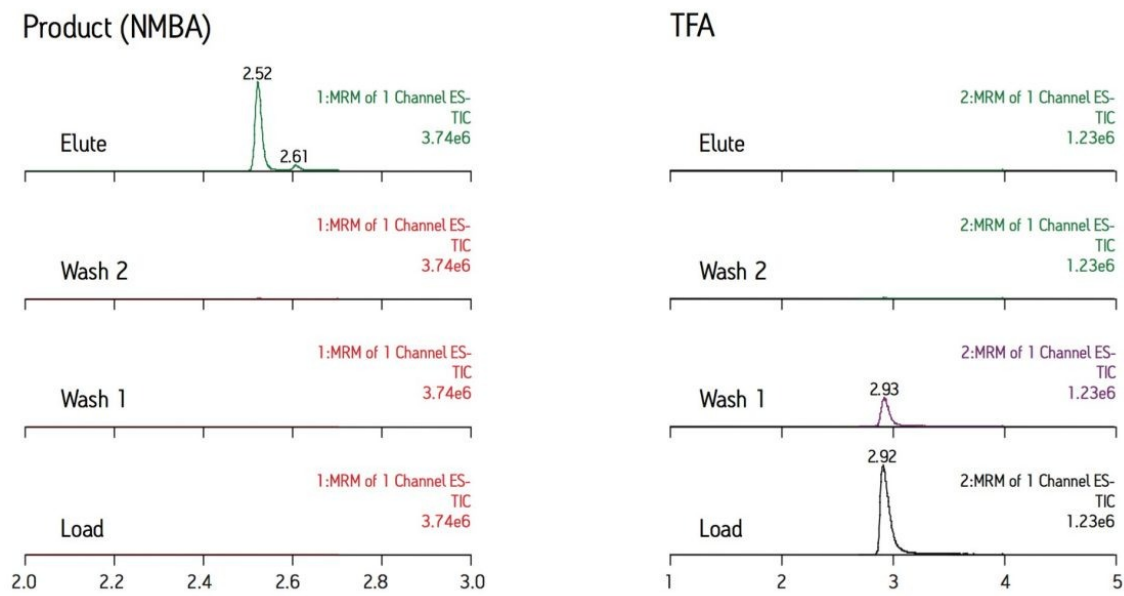 Product (NMBA)
2.52
1:MRM of 1 Channel ES-
TIC
3.74e6
2.61
Elute
1:MRM of 1 Channel ES-
TIC
3.74e6
Wash 2
1:MRM of 1 Channel ES-
TIC
3.74e6
Wash 1
1:MRM of 1 Channel ES-
TIC
3.74e6
Load
2.0 2.2 2.4 2.6 2.8 3.0
TFA
2:MRM of 1 Channel ES-
TIC
1.23e6
Elute
2:MRM of 1 Channel ES-
TIC
1.23e6
Wash 2
2:MRM of 1 Channel ES-
TIC
1.23e6
2.93
Wash 1
2.92
2:MRM of 1 Channel ES-
TIC
1.23e6
Load
1 2 3 4 5